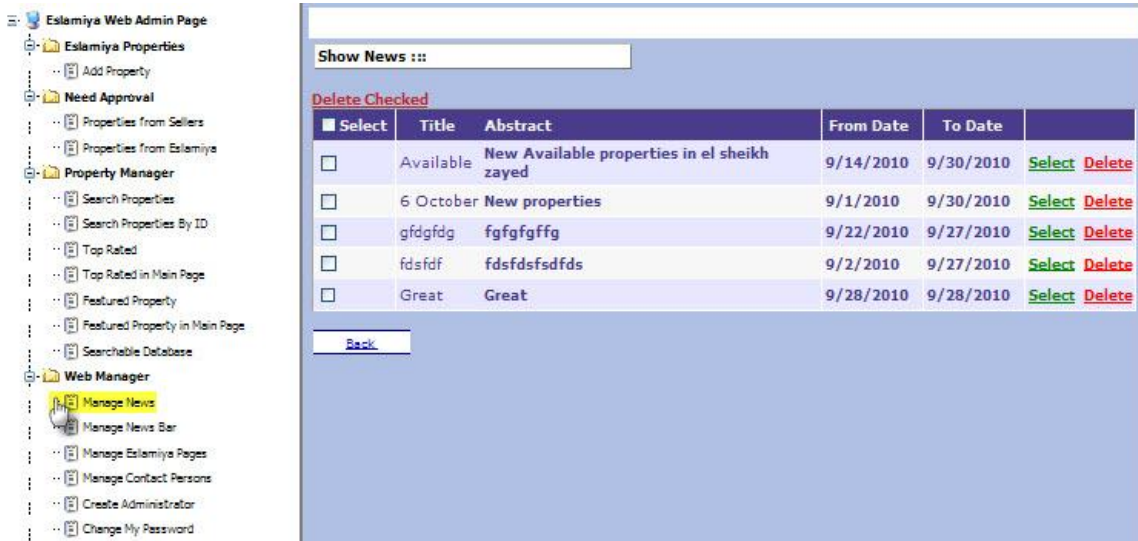 Eslamiya Web Admin Page
Eslamiya Properties
Add Property
Need Approval
Properties from Sellers
Properties from Eslamiya
Property Manager
Search Properties
Search Properties By ID
Top Rated
Top Rated in Main Page
Featured Property
Featured Property in Main Page
Searchable Database
Web Manager
Manage News
Manage News Bar
Manage Eslamiya Pages
Manage Contact Persons
Create Administrator
Change My Password
Show News :::
Delete Checked
Select Title Abstract From Date To Date
Available New Available properties in el sheikh zayed 9/14/2010 9/30/2010 Select Delete
6 October New properties 9/1/2010 9/30/2010 Select Delete
gfdgfdg fgfgfgffg 9/22/2010 9/27/2010 Select Delete
fdsfdf fdsfdsfsdfds 9/2/2010 9/27/2010 Select Delete
Great Great 9/28/2010 9/28/2010 Select Delete
Back